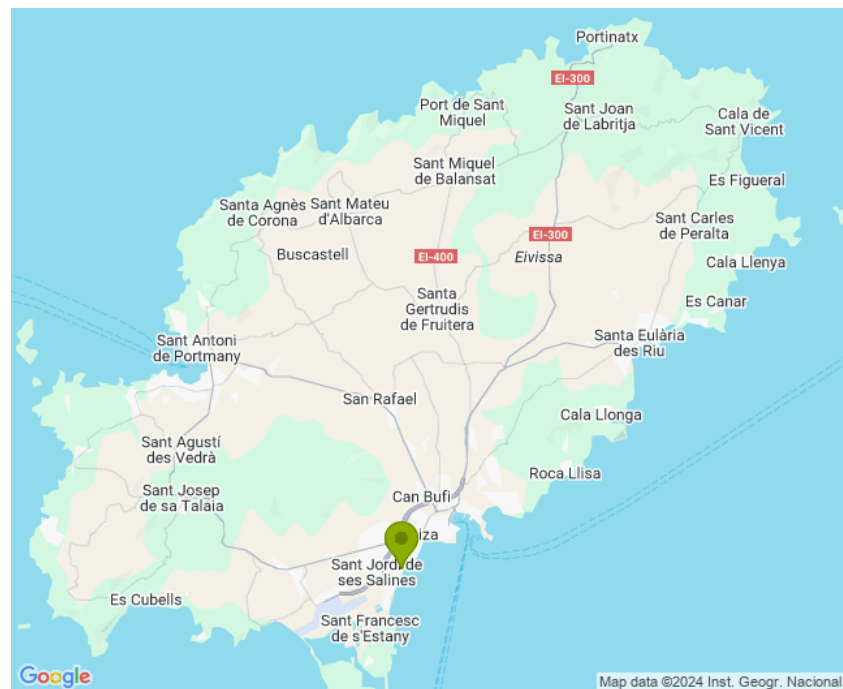 Portinatx
EI-300
Port de Sant
Miquel
Sant Joan
de Labritja
Cala de
Sant Vicent
Sant Miquel
de Balansat
Es Figueral
Santa Agnès
de Corona
Sant Mateu
d'Albarca
Sant Carles
de Peralta
EI-300
Buscastell
EI-400
Eivissa
Cala Llenya
Santa
Gertrudis
de Fruitera
Es Canar
Sant Antoni
de Portmany
Santa Eulària
des Riu
San Rafael
Cala Llonga
Sant Agustí
des Vedrà
Roca Llisa
Sant Josep
de sa Talaia
Can Bufi
iza
Sant Jordi de
ses Salines
Es Cubells
Sant Francesc
de s'Estany
Google
Map data ©2024 Inst. Geogr. Nacional